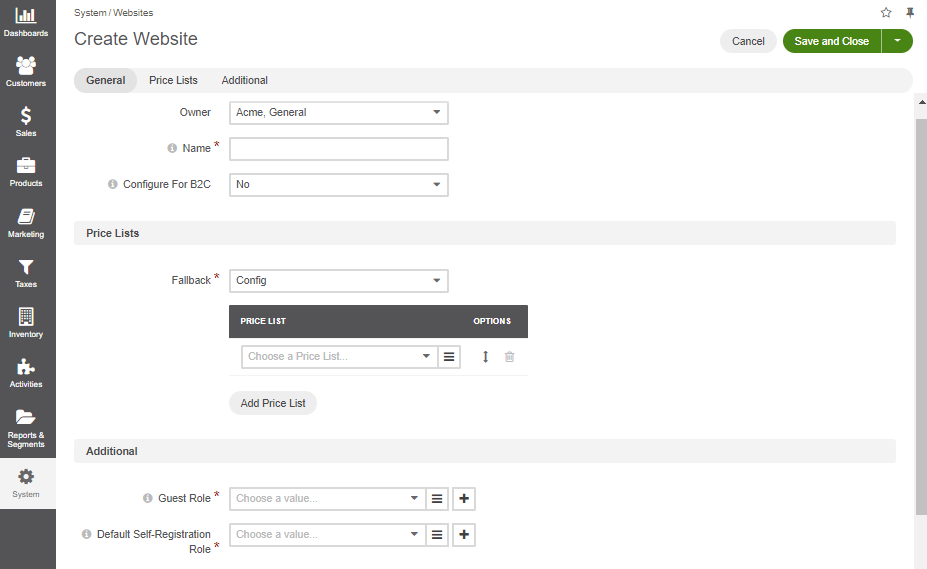 Dashboards
Customers
Sales
Products
Marketing
Taxes
Inventory
Activities
Reports &
Segments
System
System / Websites
Create Website
Cancel
Save and Close
General
Price Lists
Additional
Owner
Acme, General
Name *
Configure For B2C
No
Price Lists
Fallback *
Config
PRICE LIST
OPTIONS
Choose a Price List...
Add Price List
Additional
Guest Role *
Choose a value...
Default Self-Registration
Role *
Choose a value...